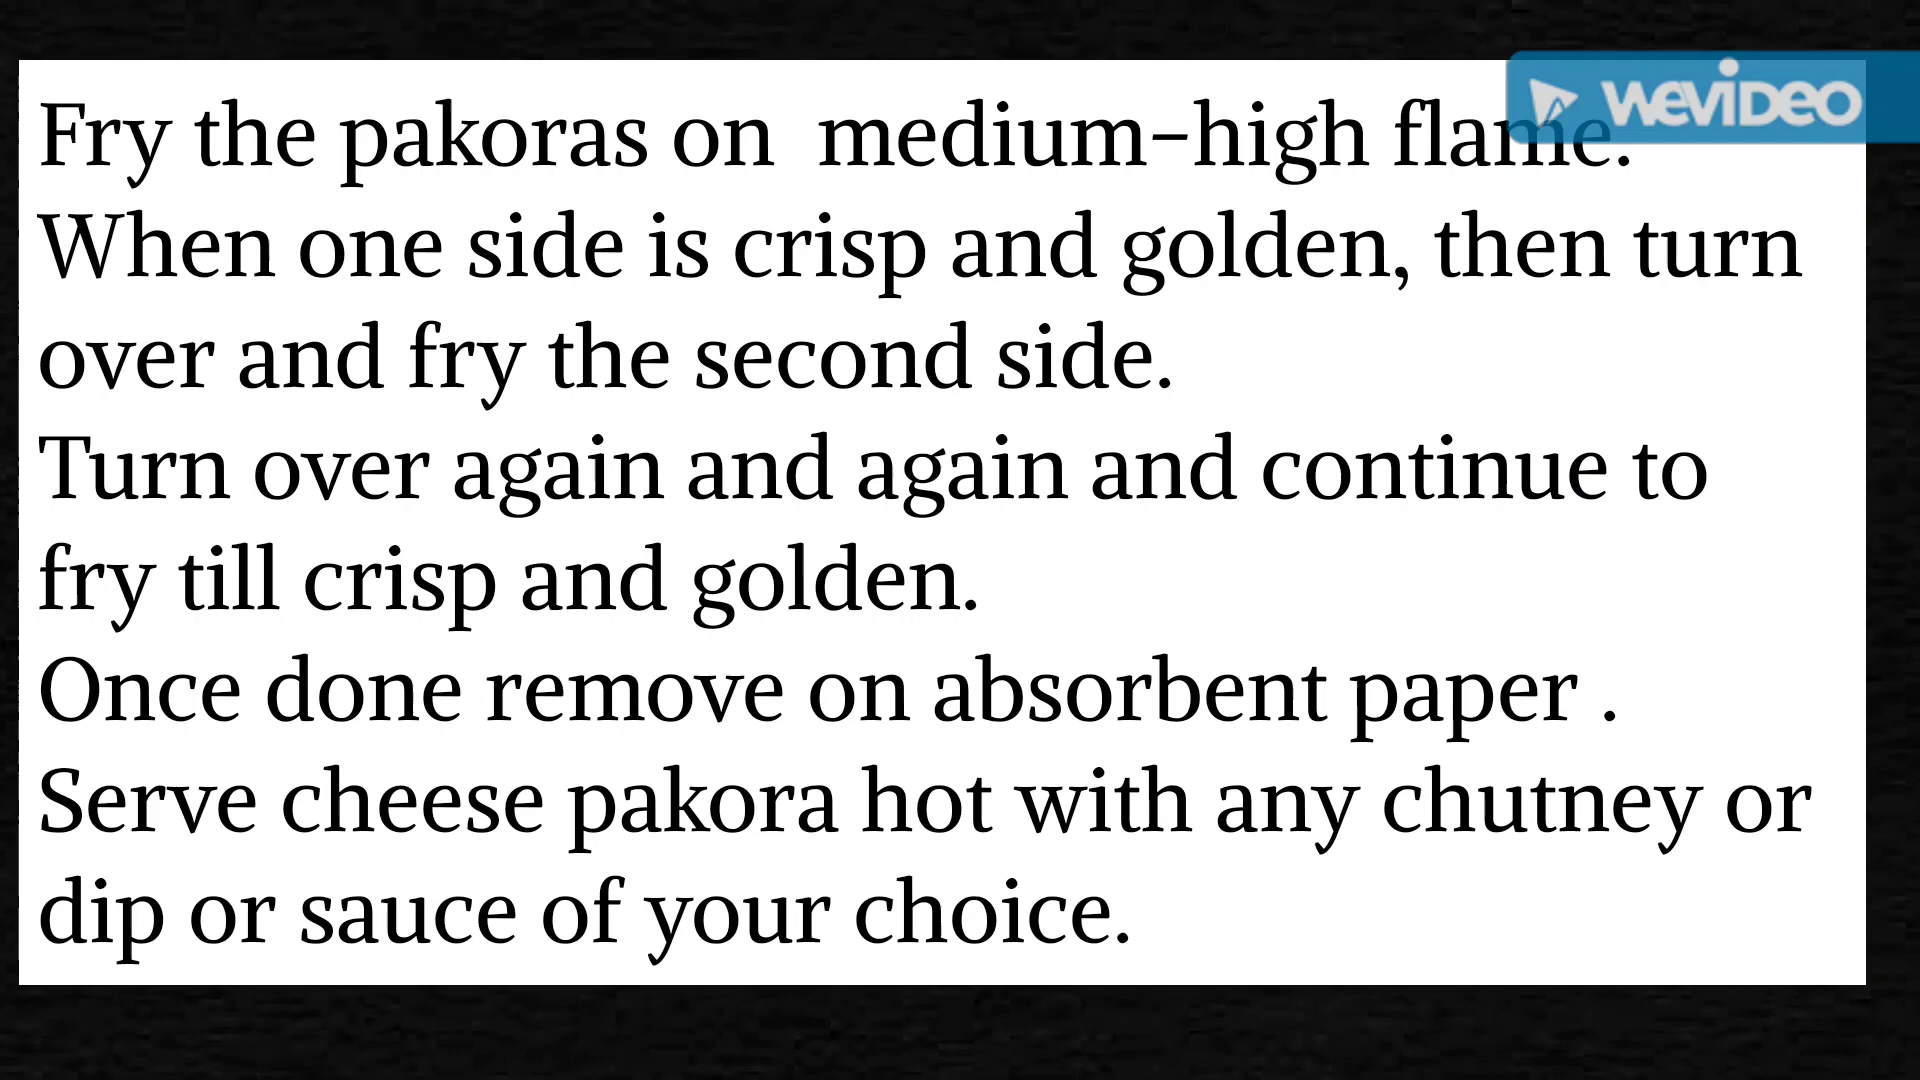 WEVIDEO
Fry the pakoras on  medium-high flame.
When one side is crisp and golden, then turn
over and fry the second side.
Turn over again and again and continue to
fry till crisp and golden.
Once done remove on absorbent paper .
Serve cheese pakora hot with any chutney or
dip or sauce of your choice.